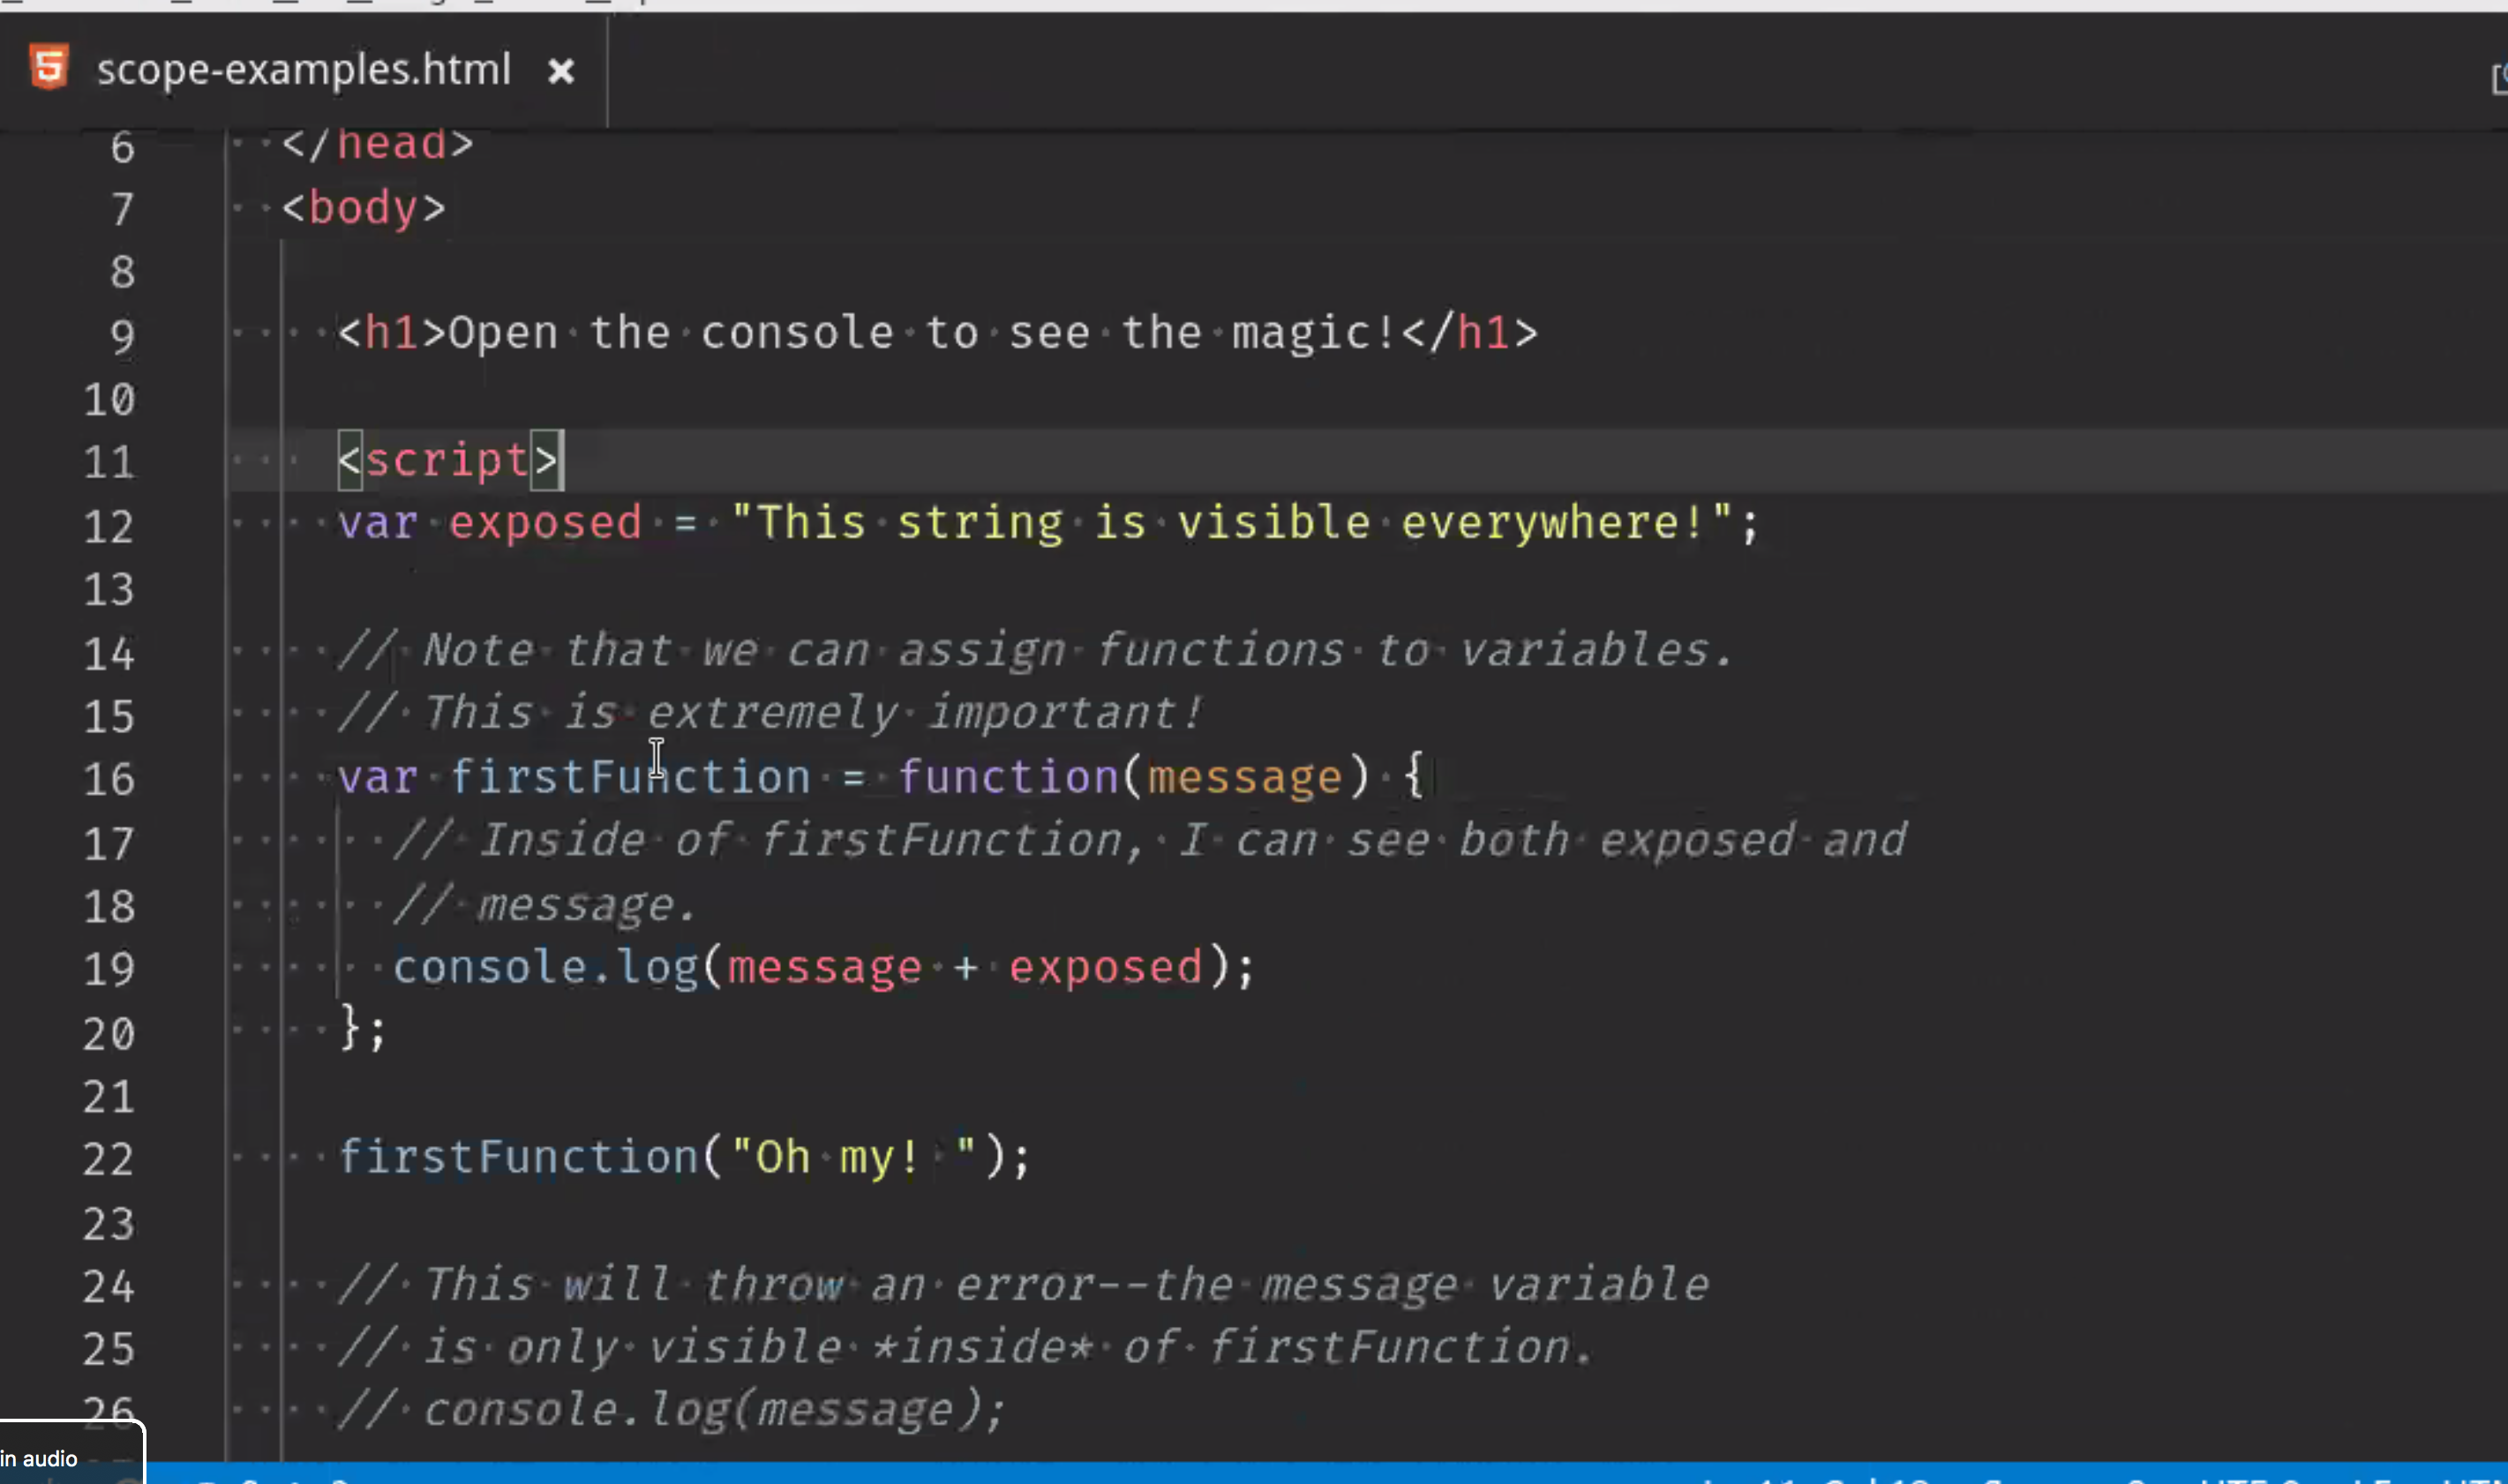 scope-examples.html
6 </head>
7 <body>
8
9 <h1>Open the console to see the magic!</h1>
10
11 <script>
12 var exposed = "This string is visible everywhere!";
13
14 // Note that we can assign functions to variables.
15 // This is extremely important!
16 var firstFunction = function(message) {
17 // Inside of firstFunction, I can see both exposed and
18 // message.
19 console.log(message + exposed);
20 };
21
22 firstFunction("Oh my! ");
23
24 // This will throw an error--the message variable
25 // is only visible *inside* of firstFunction.
26 // console.log(message);
in audio